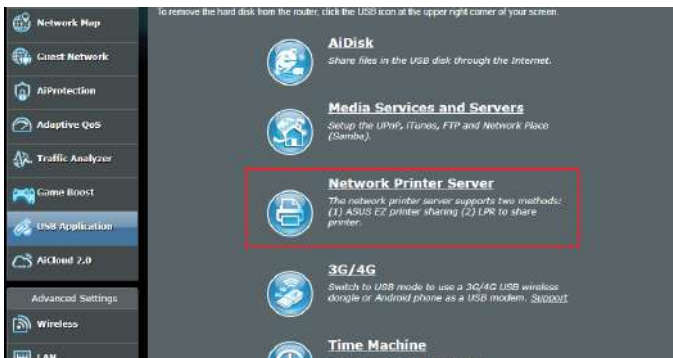 To remove the hard disk from the router, click the USB icon at the upper right corner of your screen.
Network Map
Guest Network
AiProtection
Adaptive QoS
Traffic Analyzer
Game Boost
USB Application
AiCloud 2.0
Advanced Settings
Wireless
LAN
AiDisk
Share files in the USB disk through the Internet.
Media Services and Servers
Setup the UPnP, iTunes, FTP and Network Place
(Samba).
Network Printer Server
The network printer server supports two methods:
(1) ASUS EZ printer sharing (2) LPR to share
printer.
3G/4G
Switch to USB mode to use a 3G/4G USB wireless
dongle or Android phone as a USB modem. Support
Time Machine